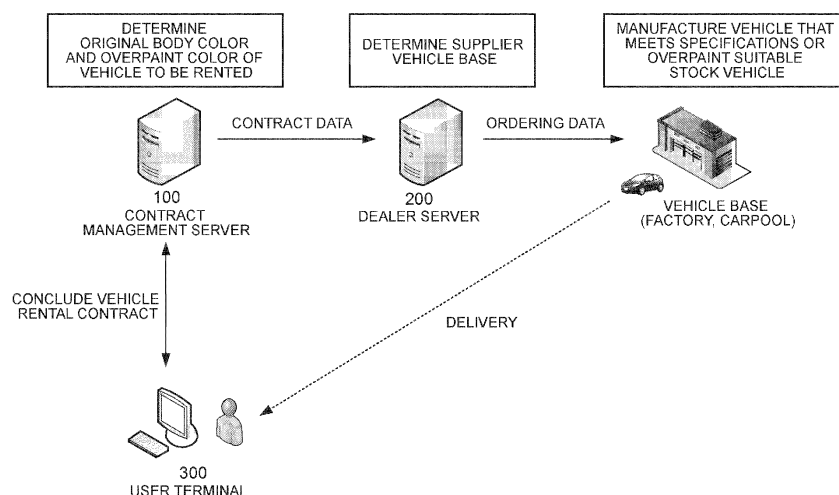 DETERMINE
ORIGINAL BODY COLOR
AND OVERPAINT COLOR OF
VEHICLE TO BE RENTED
DETERMINE SUPPLIER
VEHICLE BASE
MANUFACTURE VEHICLE THAT
MEETS SPECIFICATIONS OR
OVERPAINT SUITABLE
STOCK VEHICLE
CONTRACT DATA
ORDERING DATA
100
CONTRACT
MANAGEMENT SERVER
200
DEALER SERVER
VEHICLE BASE
(FACTORY, CARPOOL)
CONCLUDE VEHICLE
RENTAL CONTRACT
DELIVERY
300
USER TERMINAL